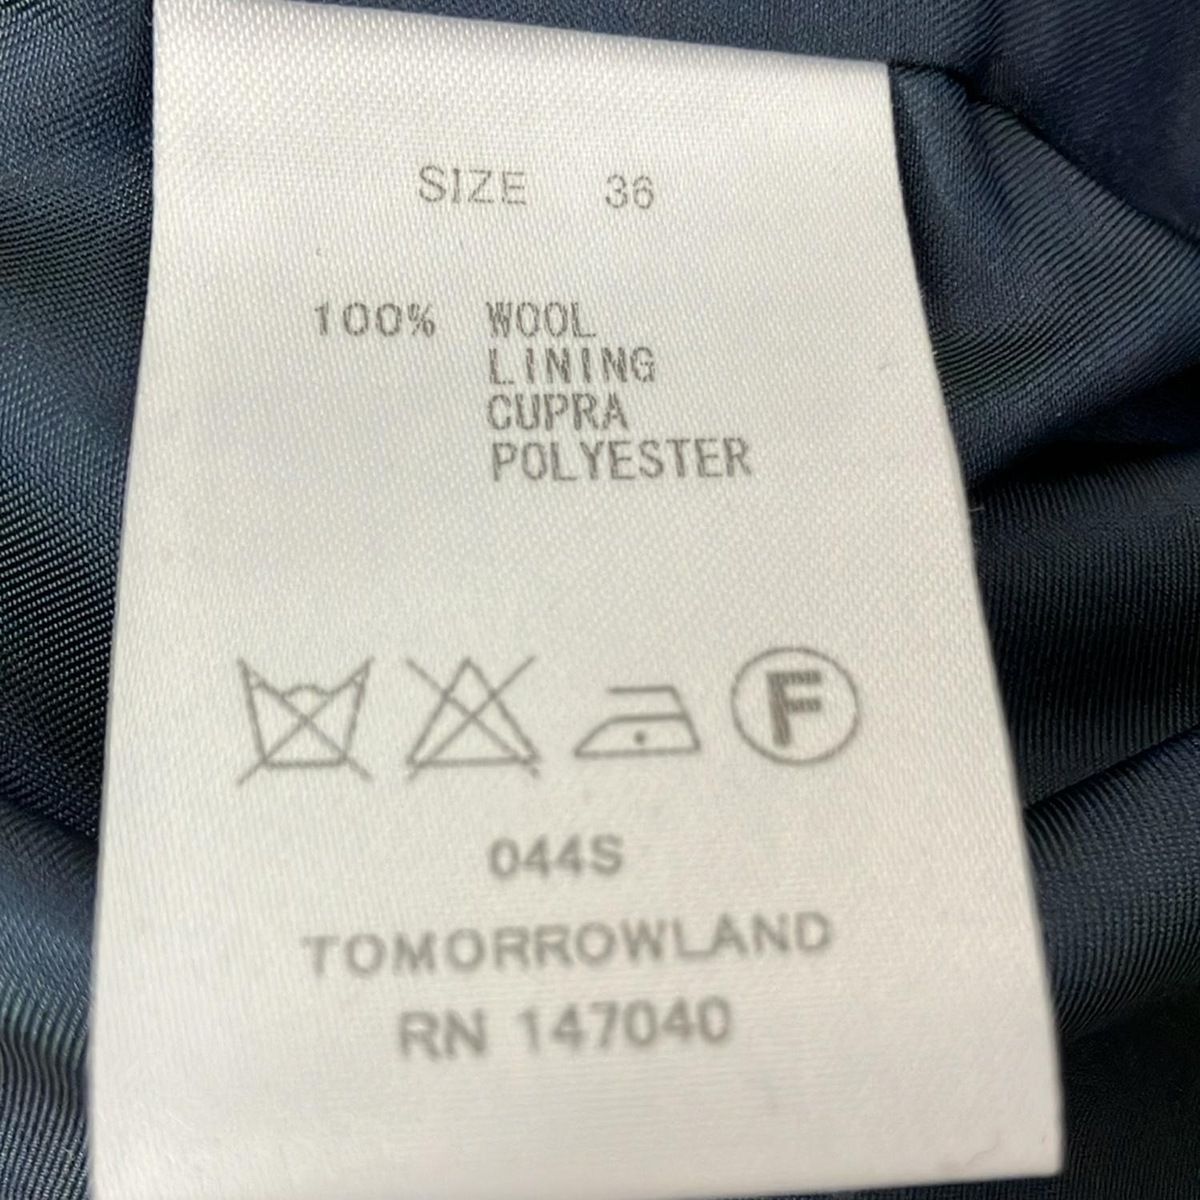 SIZE 36
100% WOOL
LINING
CUPRA
POLYESTER
F
044S
TOMORROWLAND
RN 147040